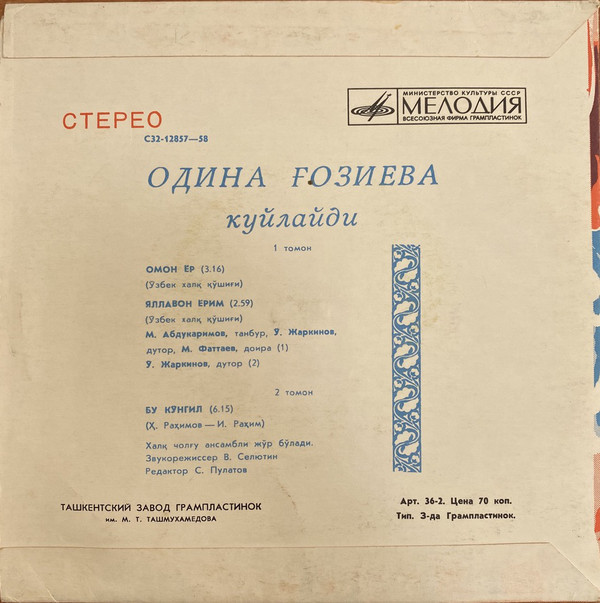 МИНИСТЕРСТВО КУЛЬТУРЫ СССР
МЕЛОДИЯ
ВСЕСОЮЗНАЯ ФИРМА ГРАМПЛАСТИНОК
СТЕРЕО
С32-12857—58
ОДИНА ҒОЗИЕВА
куйлайди
1 томон
ОМОН ЁР (3.16)
(Ўзбек халқ қўшиғи)
ЯЛЛАВОН ЕРИМ (2.59)
(Ўзбек халқ қўшиғи)
М. Абдукаримов, танбур, Ў. Жаркинов,
дутор, М. Фаттаев, доира (1)
Ў. Жаркинов, дутор (2)
2 томон
БУ КЎНГИЛ (6.15)
(Ҳ. Раҳимов — И. Раҳим)
Халқ чолғу ансамбли жўр бўлади.
Звукорежиссер В. Селютин
Редактор С. Пулатов
ТАШКЕНТСКИЙ ЗАВОД ГРАМПЛАСТИНОК
им. М. Т. ТАШМУХАМЕДОВА
Арт. 36-2. Цена 70 коп.
Тип. З-да Грампластинок.